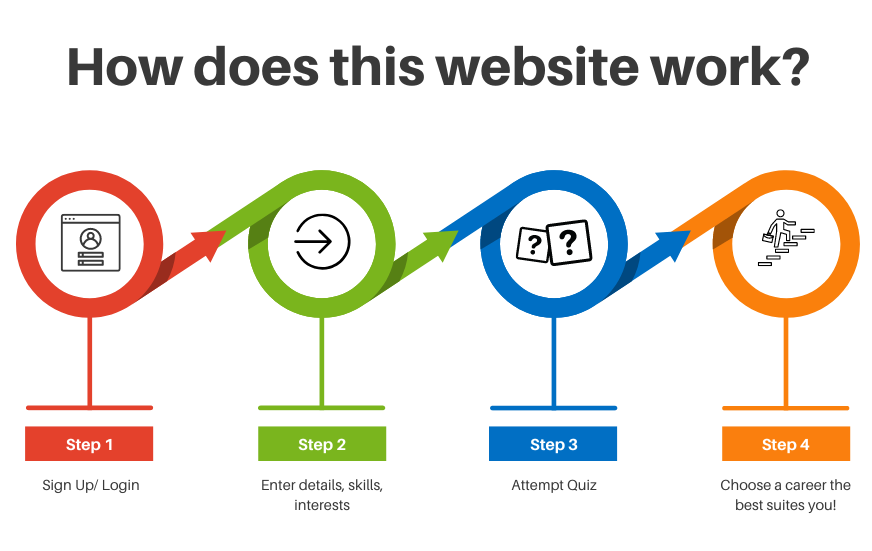 How does this website work?
? ?
Step 1
Step 2
Step 3
Step 4
Sign Up/ Login
Enter details, skills,
interests
Attempt Quiz
Choose a career the
best suites you!